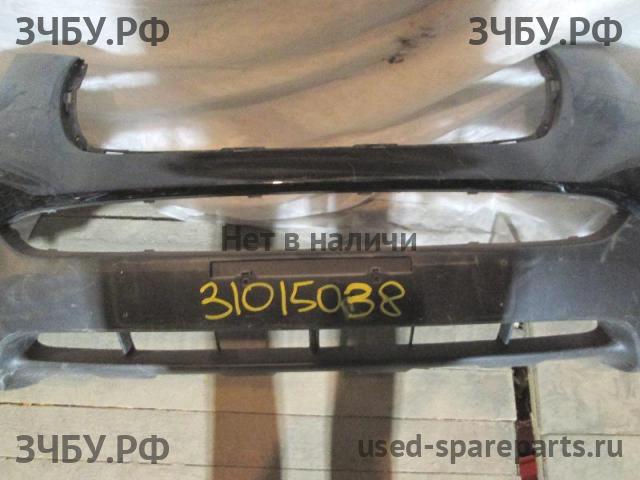 ЗЧБУ.РФ ЗЧБУ.РФ
Нет в наличи
31015038
ЗЧБУ.РФ used-spareparts.ru